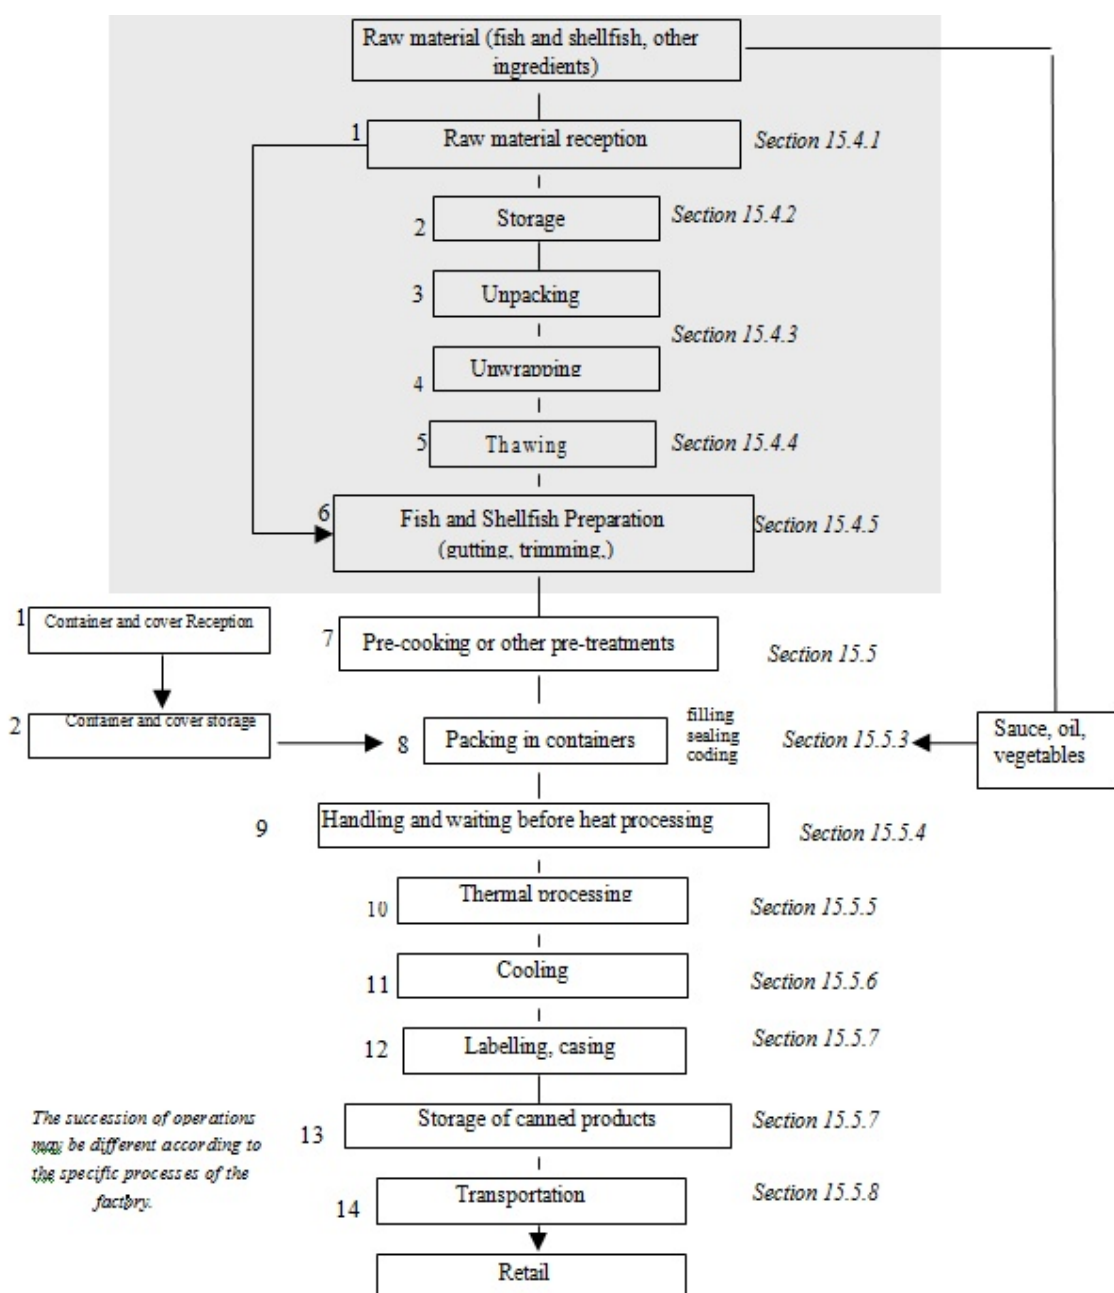 Raw material (fish and shellfish, other
ingredients)
1
Raw material reception
Section 15.4.1
2
Storage
Section 15.4.2
3
Unpacking
Section 15.4.3
4
Unwrapping
5
Thawing
Section 15.4.4
6
Fish and Shellfish Preparation
(gutting, trimming,)
Section 15.4.5
1
Container and cover Reception
7
Pre-cooking or other pre-treatments
Section 15.5
2
Container and cover storage
8
Packing in containers
filling
sealing
coding
Section 15.5.3
Sauce, oil,
vegetables
9
Handling and waiting before heat processing
Section 15.5.4
10
Thermal processing
Section 15.5.5
11
Cooling
Section 15.5.6
12
Labelling, casing
Section 15.5.7
The succession of operations
may be different according to
the specific processes of the
factory.
13
Storage of canned products
Section 15.5.7
14
Transportation
Section 15.5.8
Retail